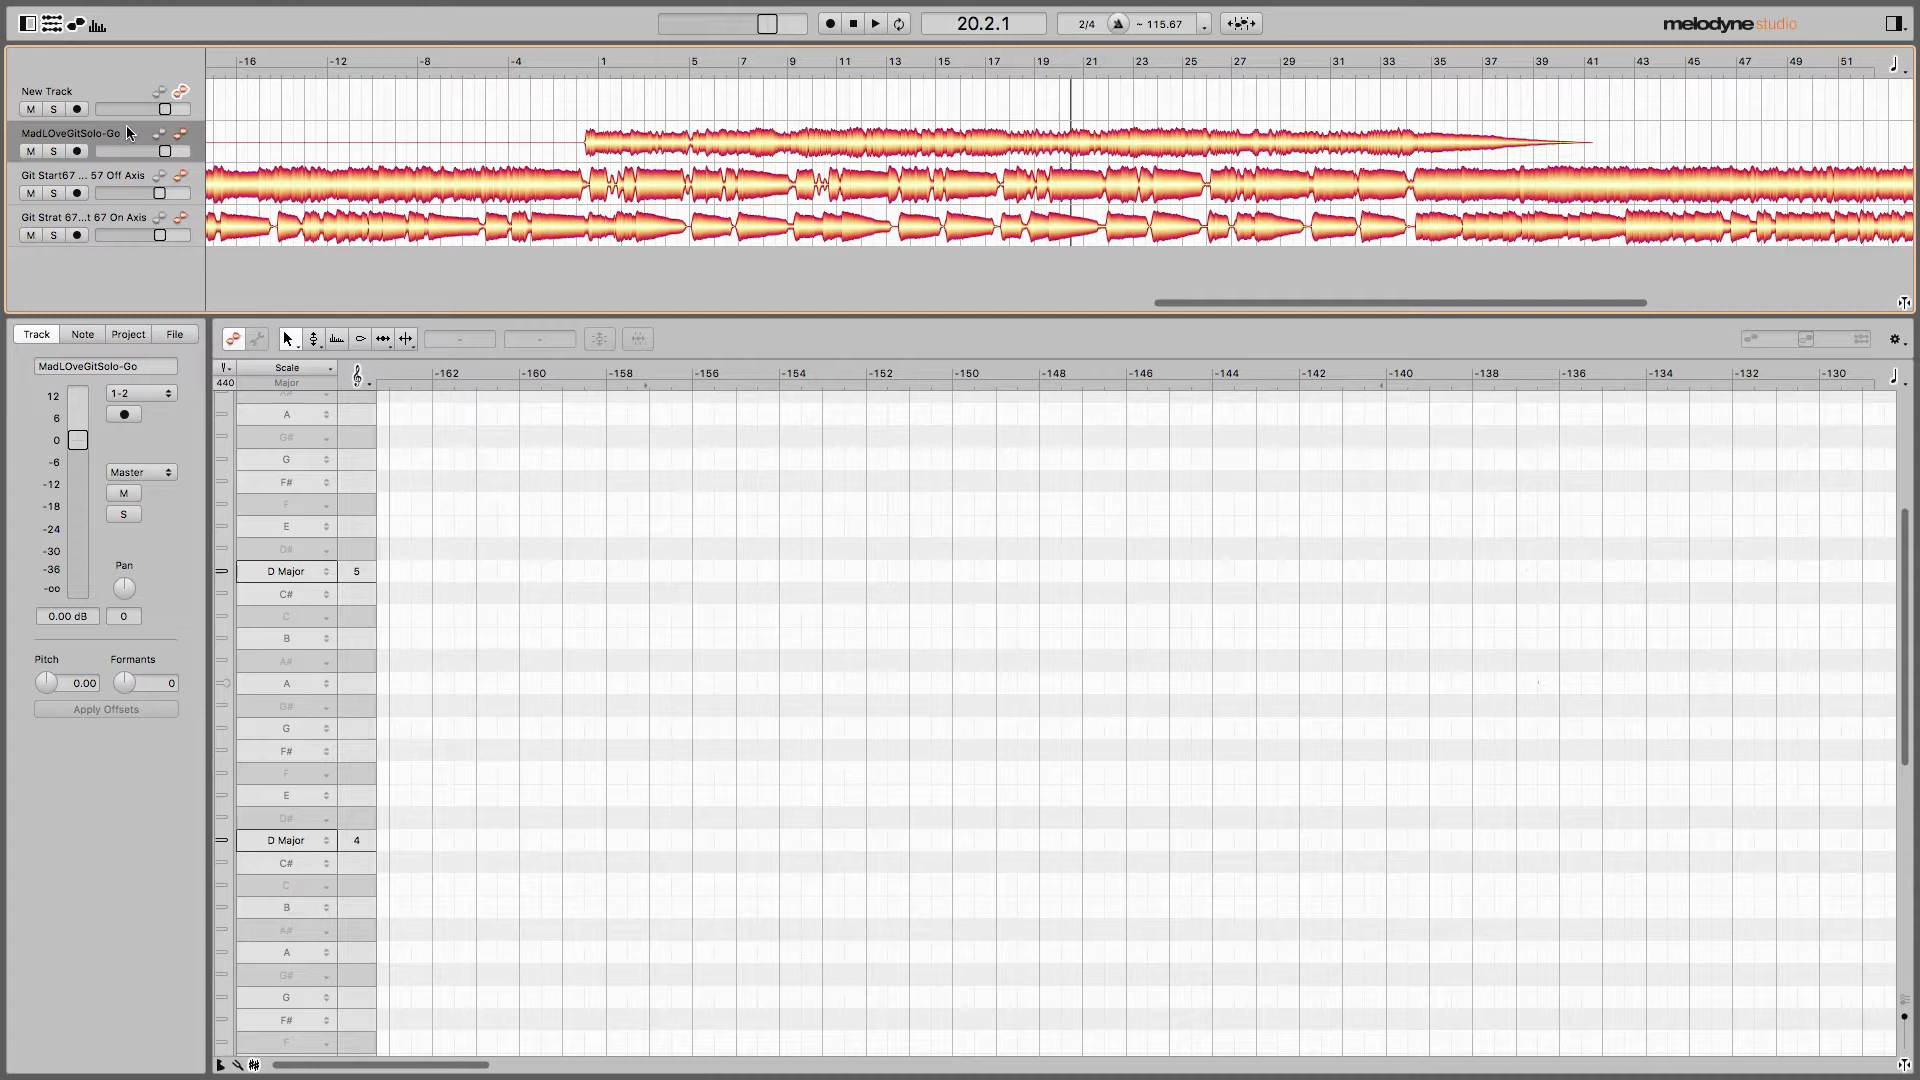 20.2.1
2/4
~ 115.67
melodyne studio
-16 -12 -8 -4 1 5 7 9 11 13 15 17 19 21 23 25 27 29 31 33 35 37 39 41 43 45 47 49 51
New Track
M S
MadLOveGitSolo-Go
M S
Git Start67 ... 57 Off Axis
M S
Git Strat 67...t 67 On Axis
M S
Track Note Project File
MadLOveGitSolo-Go
12
6
0
-6
-12
-18
-24
-30
-36
-oo
1-2
Master
M
S
Pan
0.00 dB
0
Pitch
Formants
0.00
0
Apply Offsets
- -
Scale
440
Major
-162 -160 -158 -156 -154 -152 -150 -148 -146 -144 -142 -140 -138 -136 -134 -132 -130
A#
A
G#
G
F#
F
E
D#
D Major 5
C#
C
B
A#
A
G#
G
F#
F
E
D#
D Major 4
C#
C
B
A#
A
G#
G
F#
F